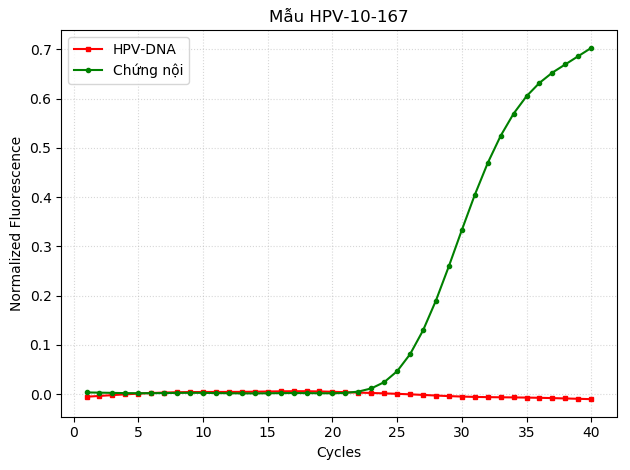 Mẫu HPV-10-167
HPV-DNA
Chứng nội
Normalized Fluorescence
0.7
0.6
0.5
0.4
0.3
0.2
0.1
0.0
0 5 10 15 20 25 30 35 40
Cycles